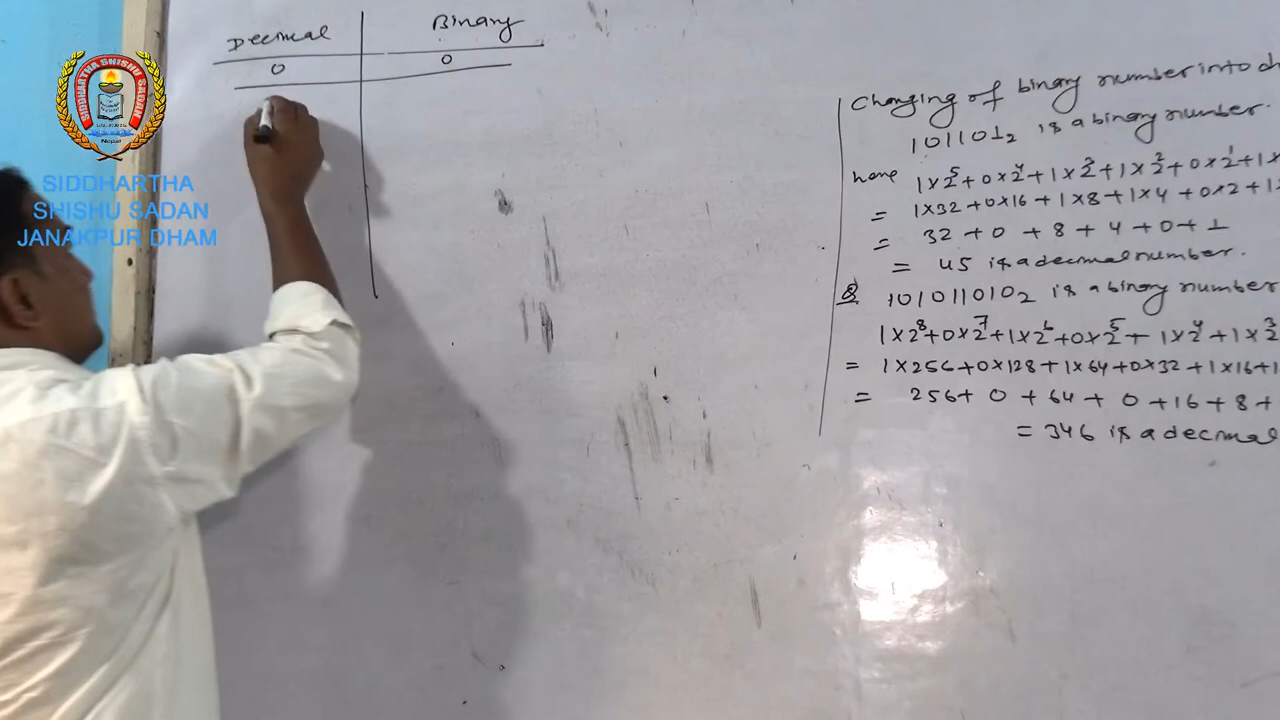 SIDDHARTHA SHISHU SADAN
Nepal
SIDDHARTHA
SHISHU SADAN
JANAKPUR DHAM
Decimal Binary
0 0
Changing of binary number into
101101₂ is a binary number.
1×2⁵+0×2⁴+1×2³+1×2²+0×2¹+1×
= 1×32+0×16+1×8+1×4+0×2+1
= 32+0+8+4+0+1
= 45 is a decimal number.
Q. 101011010₂ is a binary number
1×2⁸+0×2⁷+1×2⁶+0×2⁵+1×2⁴+1×2³
= 1×256+0×128+1×64+0×32+1×16+1
= 256+0+64+0+16+8+
= 346 is a decimal